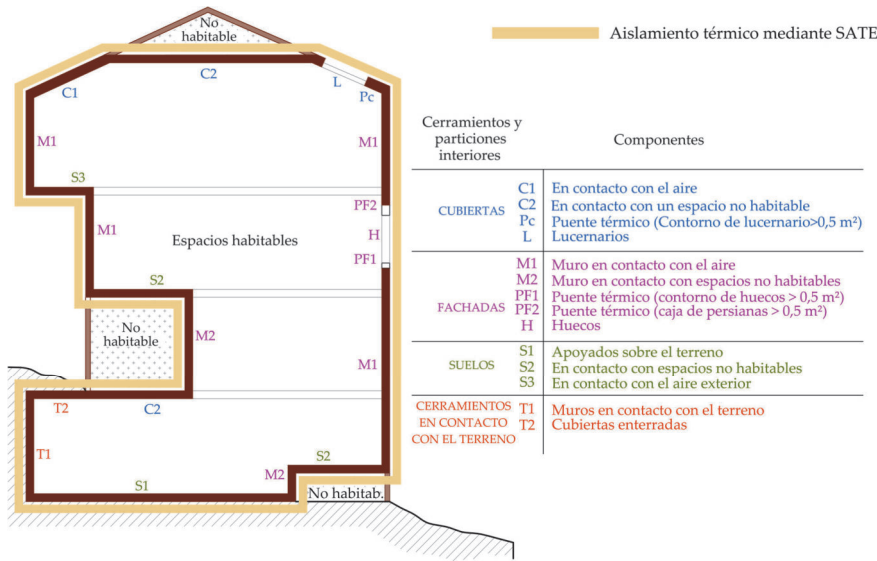 No
habitable
Aislamiento térmico mediante SATE
C2
L
C1
Pc
M1
M1
S3
PF2
M1
Espacios habitables
H
PF1
S2
No
habitable
M2
M1
T2
C2
T1
S2
M2
S1
No habitab.
Cerramientos y
particiones
interiores
Componentes
CUBIERTAS
C1 En contacto con el aire
C2 En contacto con un espacio no habitable
Pc Puente térmico (Contorno de lucernario>0,5 m²)
L Lucernarios
FACHADAS
M1 Muro en contacto con el aire
M2 Muro en contacto con espacios no habitables
PF1 Puente térmico (contorno de huecos > 0,5 m²)
PF2 Puente térmico (caja de persianas > 0,5 m²)
H Huecos
SUELOS
S1 Apoyados sobre el terreno
S2 En contacto con espacios no habitables
S3 En contacto con el aire exterior
CERRAMIENTOS
EN CONTACTO
CON EL TERRENO
T1 Muros en contacto con el terreno
T2 Cubiertas enterradas